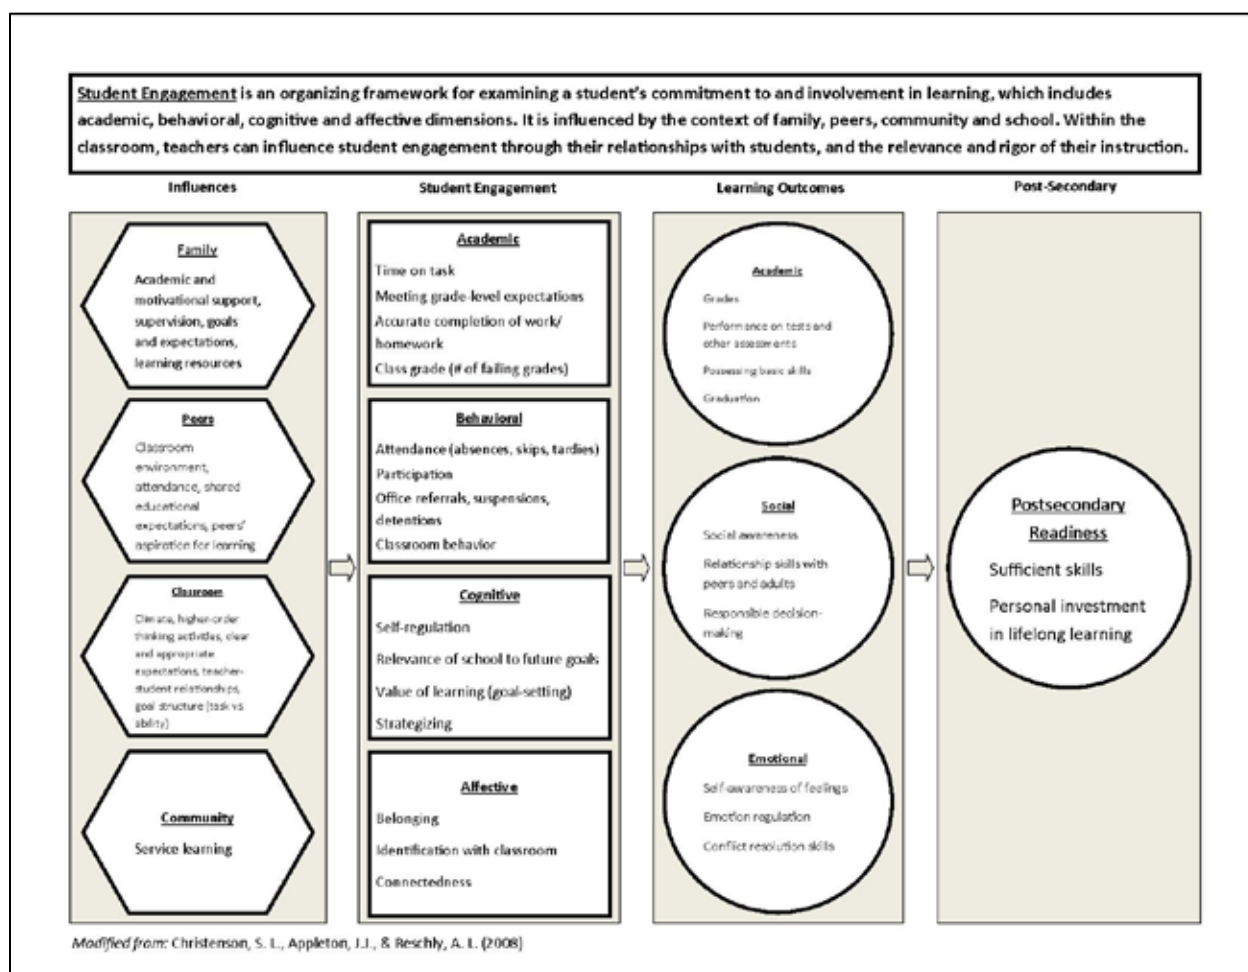 Student Engagement is an organizing framework for examining a student's commitment to and involvement in learning, which includes
academic, behavioral, cognitive and affective dimensions. It is influenced by the context of family, peers, community and school. Within the
classroom, teachers can influence student engagement through their relationships with students, and the relevance and rigor of their instruction.
Influences
Family
Academic and
motivational support,
supervision, goals
and expectations,
learning resources
Peers
Classroom
environment,
attendance, shared
educational
expectations, peers'
aspiration for learning
Classroom
Climate, higher-order
thinking activities, clear
and appropriate
expectations, teacher-
student relationships,
goal structure (task vs
ability)
Community
Service learning
Student Engagement
Academic
Time on task
Meeting grade-level expectations
Accurate completion of work/
homework
Class grade (# of failing grades)
Behavioral
Attendance (absences, skips, tardies)
Participation
Office referrals, suspensions,
detentions
Classroom behavior
Cognitive
Self-regulation
Relevance of school to future goals
Value of learning (goal-setting)
Strategizing
Affective
Belonging
Identification with classroom
Connectedness
Learning Outcomes
Academic
Grades
Performance on tests and
other assessments
Possessing basic skills
Graduation
Social
Social awareness
Relationship skills with
peers and adults
Responsible decision-
making
Emotional
Self-awareness of feelings
Emotion regulation
Conflict resolution skills
Post-Secondary
Postsecondary
Readiness
Sufficient skills
Personal investment
in lifelong learning
Modified from: Christenson, S. L., Appleton, J.J., & Reschly, A. L. (2008)